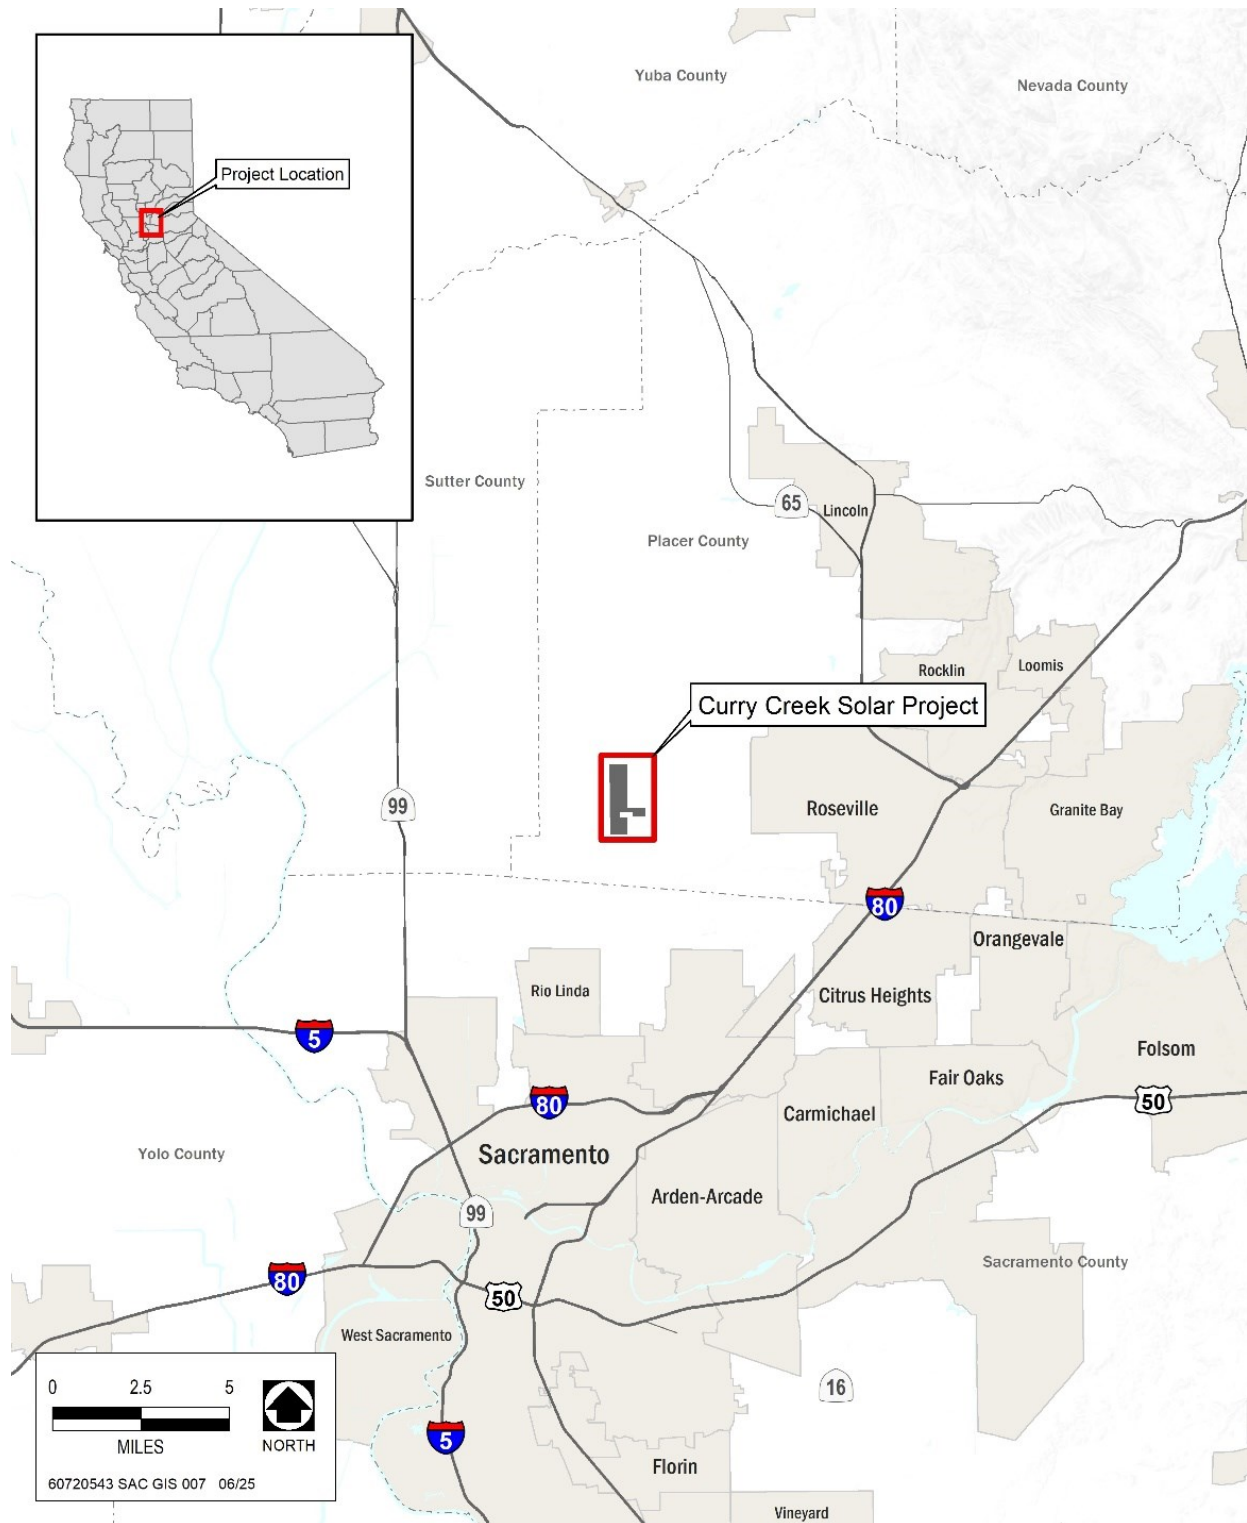 Yuba County
Nevada County
Project Location
Sutter County
65
Lincoln
Placer County
Rocklin
Loomis
Curry Creek Solar Project
99
Roseville
Granite Bay
80
Orangevale
Rio Linda
Citrus Heights
5
Folsom
Fair Oaks
80
Carmichael
50
Yolo County
Sacramento
Arden-Arcade
99
Sacramento County
80
50
West Sacramento
16
0 2.5 5
MILES
NORTH
5
Florin
60720543 SAC GIS 007 06/25
Vineyard